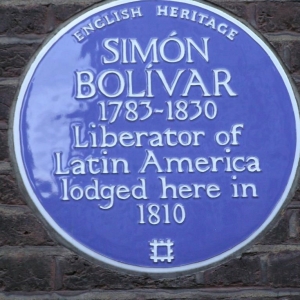 ENGLISH HERITAGE
SIMÓN
BOLÍVAR
1783-1830
Liberator of
Latin America
lodged here in
1810